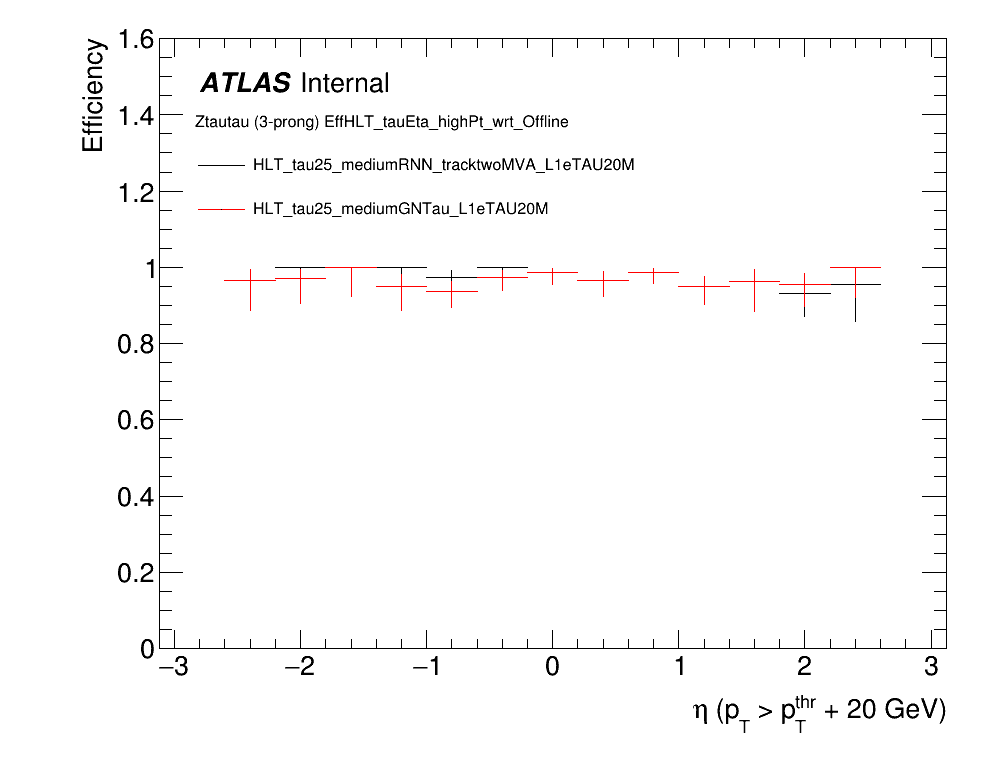 Efficiency
1.6
1.4
1.2
1
0.8
0.6
0.4
0.2
0
ATLAS Internal
Ztautau (3-prong) EffHLT_tauEta_highPt_wrt_Offline
HLT_tau25_mediumRNN_tracktwoMVA_L1eTAU20M
HLT_tau25_mediumGNTau_L1eTAU20M
−3 −2 −1 0 1 2 3
η (p_T > p_T^thr + 20 GeV)